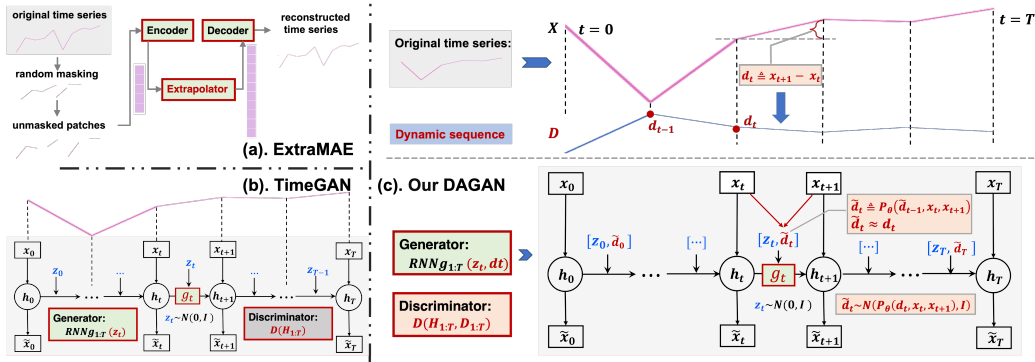 original time series
random masking
unmasked patches
Encoder
Decoder
Extrapolator
reconstructed
time series
(a). ExtraMAE
Original time series:
Dynamic sequence
X
t = 0
t = T
d_t ≜ x_{t+1} − x_t
D
d_{t−1}
d_t
(b). TimeGAN
x_0
x_t
x_{t+1}
x_T
z_0
...
z_t
...
z_{T−1}
h_0
...
h_t
g_t
h_{t+1}
...
h_T
z_t~N(0, I)
Generator:
RNNg_{1:T}(z_t)
Discriminator:
D(H_{1:T})
x̃_0
x̃_t
x̃_{t+1}
x̃_T
(c). Our DAGAN
Generator:
RNNg_{1:T}(z_t, dt)
Discriminator:
D(H_{1:T}, D_{1:T})
x_0
x_t
x_{t+1}
x_T
d̃_t ≜ P_θ(d̃_{t−1}, x_t, x_{t+1})
d̃_t ≈ d_t
[z_0, d̃_0]
[...]
[z_t, d̃_t]
[...]
[z_T, d̃_T]
h_0
...
h_t
g_t
h_{t+1}
...
h_T
z_t~N(0, I)
d̃_t~N(P_θ(d_t, x_t, x_{t+1}), I)
x̃_0
x̃_t
x̃_{t+1}
x̃_T